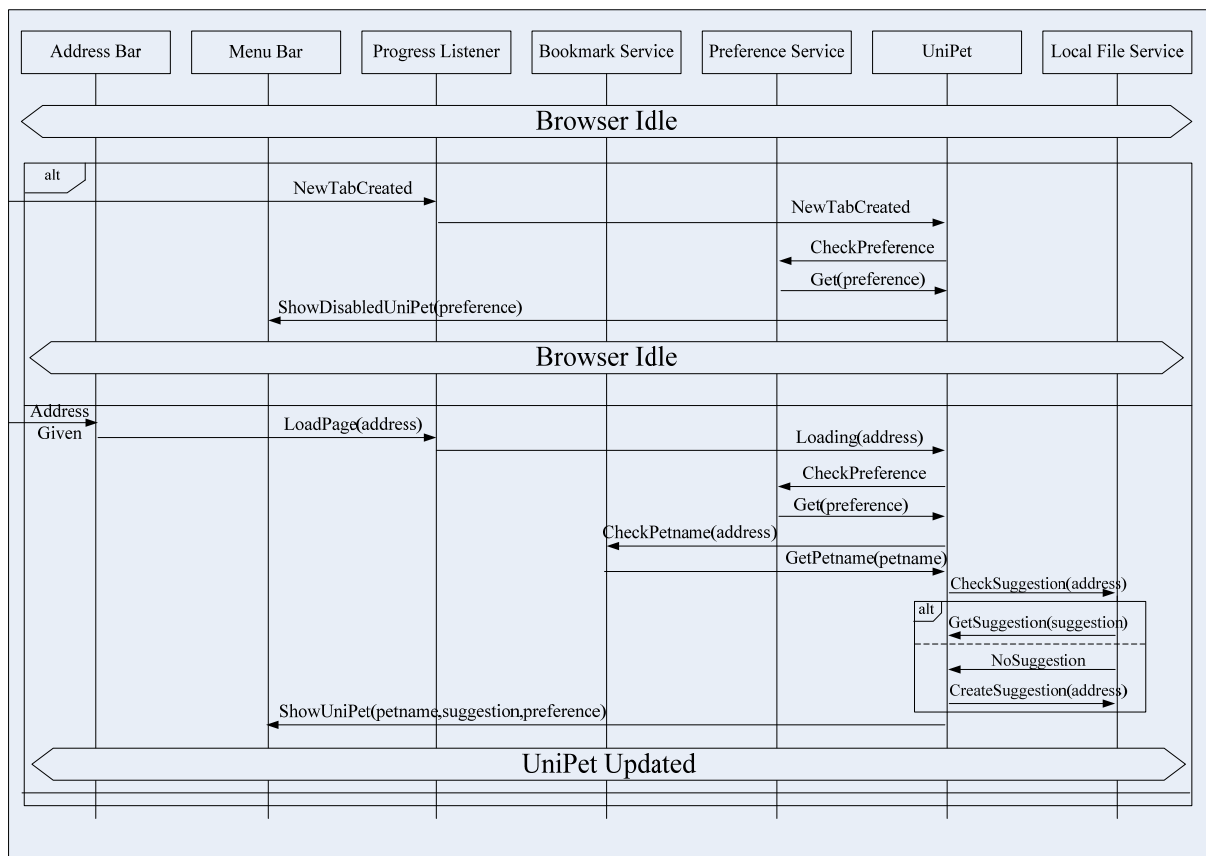 Address Bar
Menu Bar
Progress Listener
Bookmark Service
Preference Service
UniPet
Local File Service
Browser Idle
alt
NewTabCreated
NewTabCreated
CheckPreference
Get(preference)
ShowDisabledUniPet(preference)
Browser Idle
Address
Given
LoadPage(address)
Loading(address)
CheckPreference
Get(preference)
CheckPetname(address)
GetPetname(petname)
CheckSuggestion(address)
alt
GetSuggestion(suggestion)
NoSuggestion
CreateSuggestion(address)
ShowUniPet(petname,suggestion,preference)
UniPet Updated